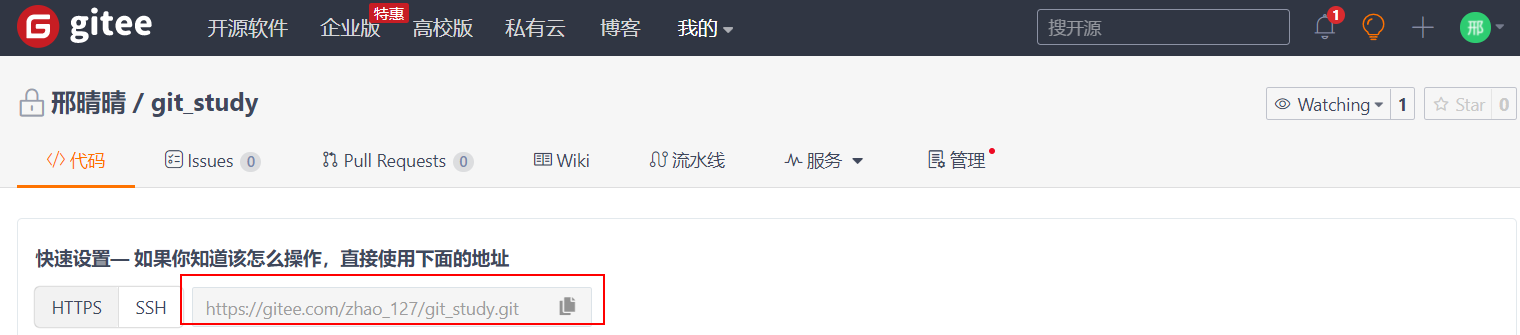 gitee 开源软件 企业版 特惠 高校版 私有云 博客 我的 搜开源 1 邢
邢晴晴 / git_study Watching 1 Star 0
代码 Issues 0 Pull Requests 0 Wiki 流水线 服务 管理
快速设置— 如果你知道该怎么操作，直接使用下面的地址
HTTPS SSH https://gitee.com/zhao_127/git_study.git